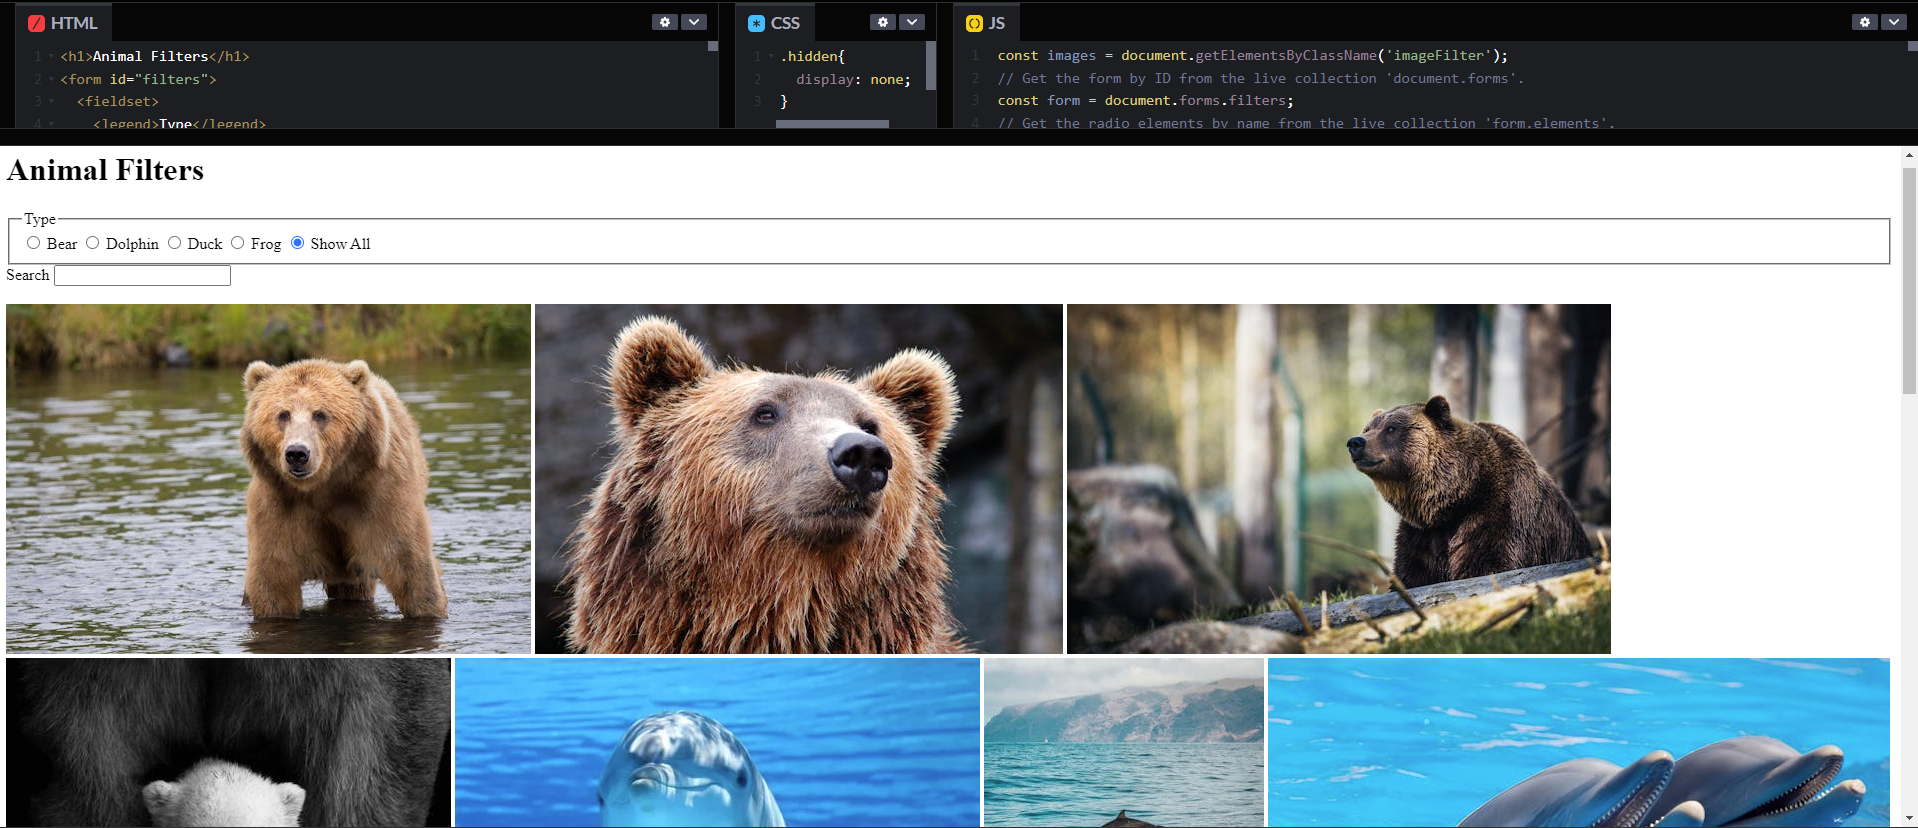 HTML
1 <h1>Animal Filters</h1>
2 <form id="filters">
3 <fieldset>
4 <legend>Type</legend>
CSS
1 .hidden{
2 display: none;
3 }
JS
1 const images = document.getElementsByClassName('imageFilter');
2 // Get the form by ID from the live collection 'document.forms'.
3 const form = document.forms.filters;
4 // Get the radio elements by name from the live collection 'form.elements'.
Animal Filters
Type
Bear Dolphin Duck Frog Show All
Search